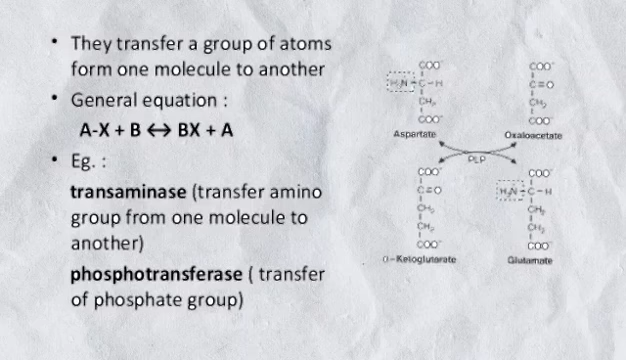 • They transfer a group of atoms
form one molecule to another
• General equation :
A-X + B ↔ BX + A
• Eg. :
transaminase (transfer amino
group from one molecule to
another)
phosphotransferase ( transfer
of phosphate group)
COO⁻
H₃N-C-H
CH₂
COO⁻
Aspartate
COO⁻
C=O
CH₂
COO⁻
Oxaloacetate
PLP
COO⁻
C=O
CH₂
CH₂
COO⁻
α-Ketoglutarate
COO⁻
H₃N-C-H
CH₂
CH₂
COO⁻
Glutamate